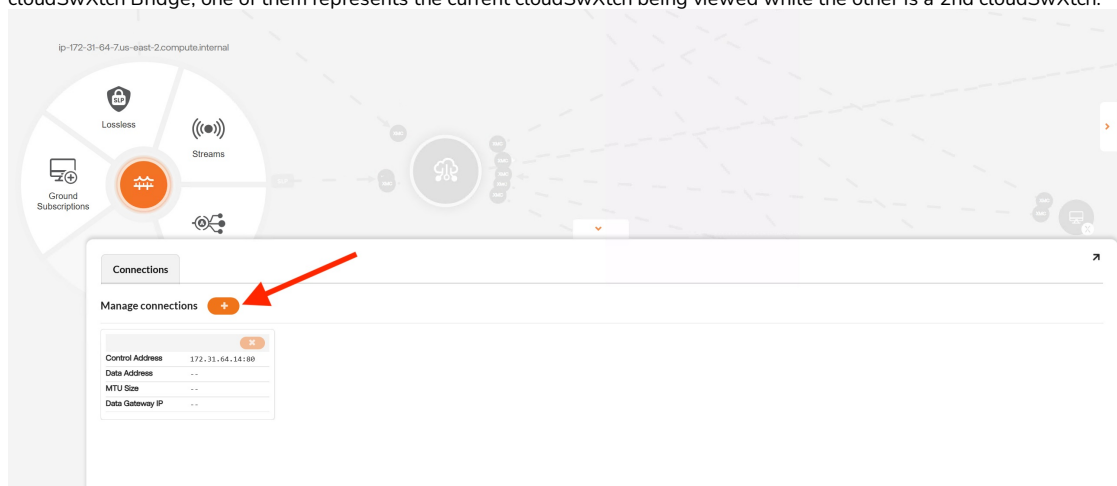 cloudSwXtch Bridge, one of them represents the current cloudSwXtch being viewed while the other is a 2nd cloudSwXtch.
ip-172-31-64-7.us-east-2.compute.internal
SLP
Lossless
Streams
Ground
Subscriptions
Connections
Manage connections +
Control Address 172.31.64.14:80
Data Address --
MTU Size --
Data Gateway IP --